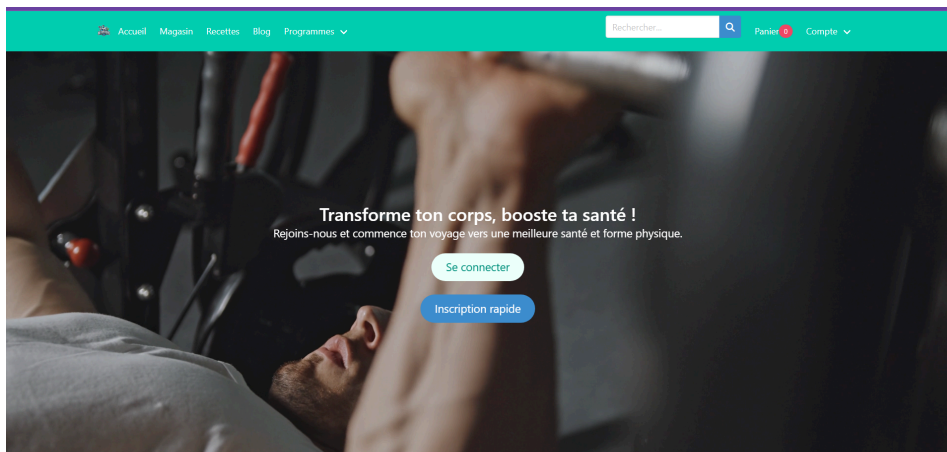 Accueil Magasin Recettes Blog Programmes Rechercher... Panier 0 Compte
Transforme ton corps, booste ta santé !
Rejoins-nous et commence ton voyage vers une meilleure santé et forme physique.
Se connecter
Inscription rapide